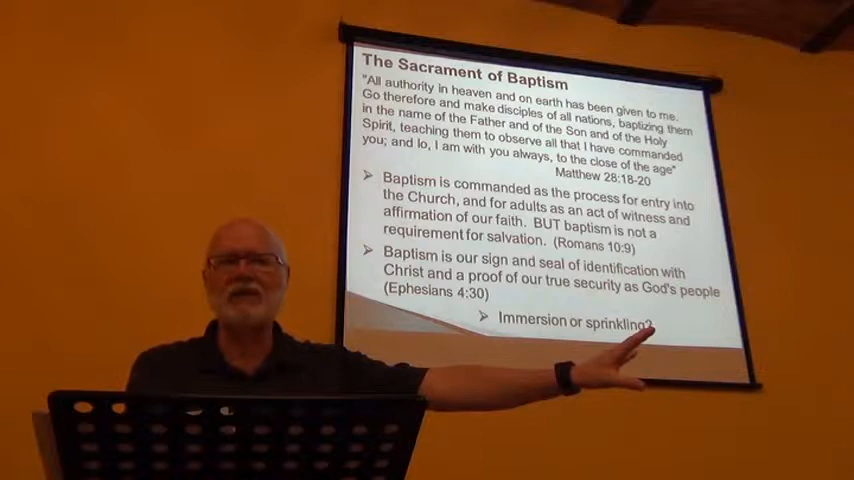 The Sacrament of Baptism
"All authority in heaven and on earth has been given to me.
Go therefore and make disciples of all nations, baptizing them
in the name of the Father and of the Son and of the Holy
Spirit, teaching them to observe all that I have commanded
you; and lo, I am with you always, to the close of the age"
Matthew 28:18-20
➢ Baptism is commanded as the process for entry into
the Church, and for adults as an act of witness and
affirmation of our faith. BUT baptism is not a
requirement for salvation. (Romans 10:9)
➢ Baptism is our sign and seal of identification with
Christ and a proof of our true security as God's people
(Ephesians 4:30)
➢ Immersion or sprinkling?